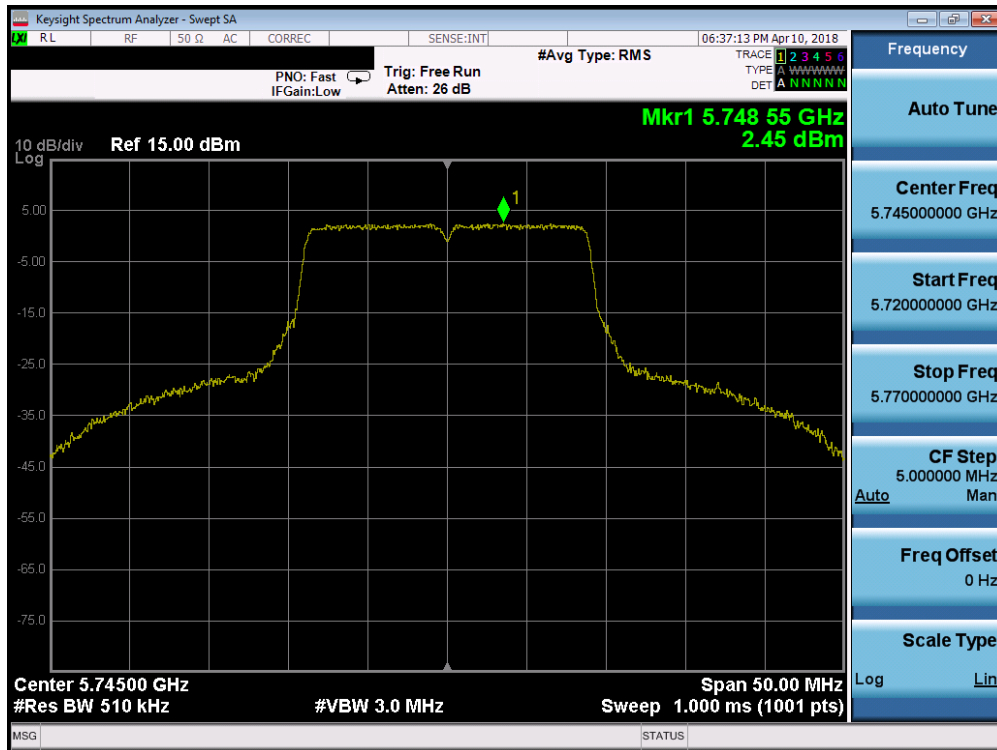 Keysight Spectrum Analyzer - Swept SA
LXI RL RF 50 Ω AC CORREC SENSE:INT 06:37:13 PM Apr 10, 2018
#Avg Type: RMS TRACE 1 2 3 4 5 6
PNO: Fast Trig: Free Run TYPE A WWWWW
IFGain:Low Atten: 26 dB DET A N N N N N
Mkr1 5.748 55 GHz
2.45 dBm
10 dB/div Ref 15.00 dBm
Log
1
5.00
-5.00
-15.0
-25.0
-35.0
-45.0
-55.0
-65.0
-75.0
Center 5.74500 GHz Span 50.00 MHz
#Res BW 510 kHz #VBW 3.0 MHz Sweep 1.000 ms (1001 pts)
MSG STATUS
Frequency
Auto Tune
Center Freq
5.745000000 GHz
Start Freq
5.720000000 GHz
Stop Freq
5.770000000 GHz
CF Step
5.000000 MHz
Auto Man
Freq Offset
0 Hz
Scale Type
Log Lin